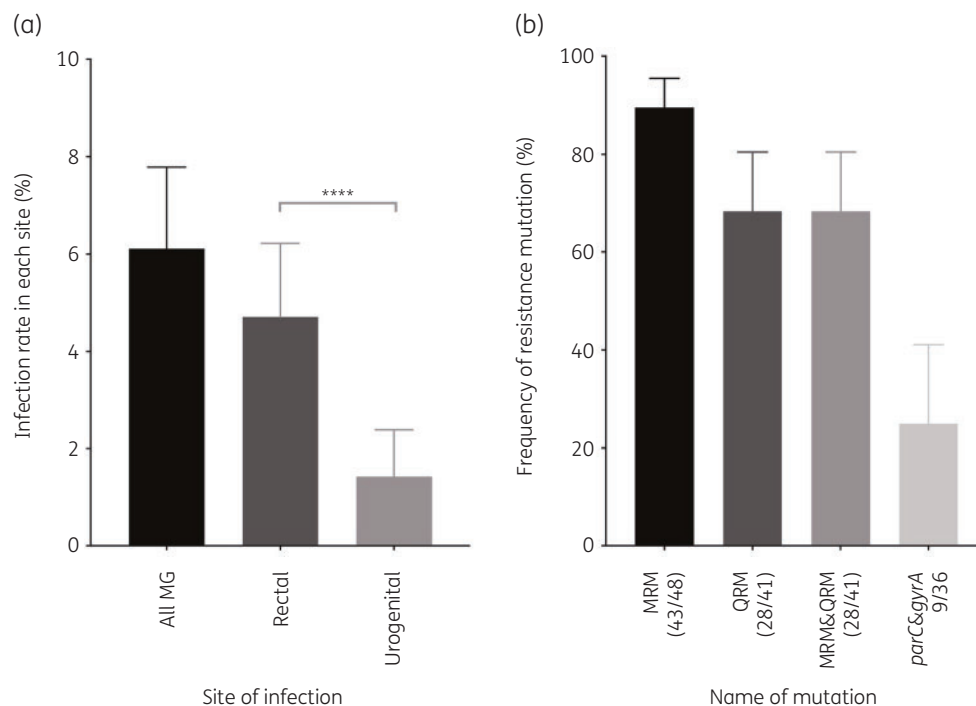 (a)
Infection rate in each site (%)
10
8
6
4
2
0
****
All MG
Rectal
Urogenital
Site of infection
(b)
Frequency of resistance mutation (%)
100
80
60
40
20
0
MRM
(43/48)
QRM
(28/41)
MRM&QRM
(28/41)
parC&gyrA
9/36
Name of mutation